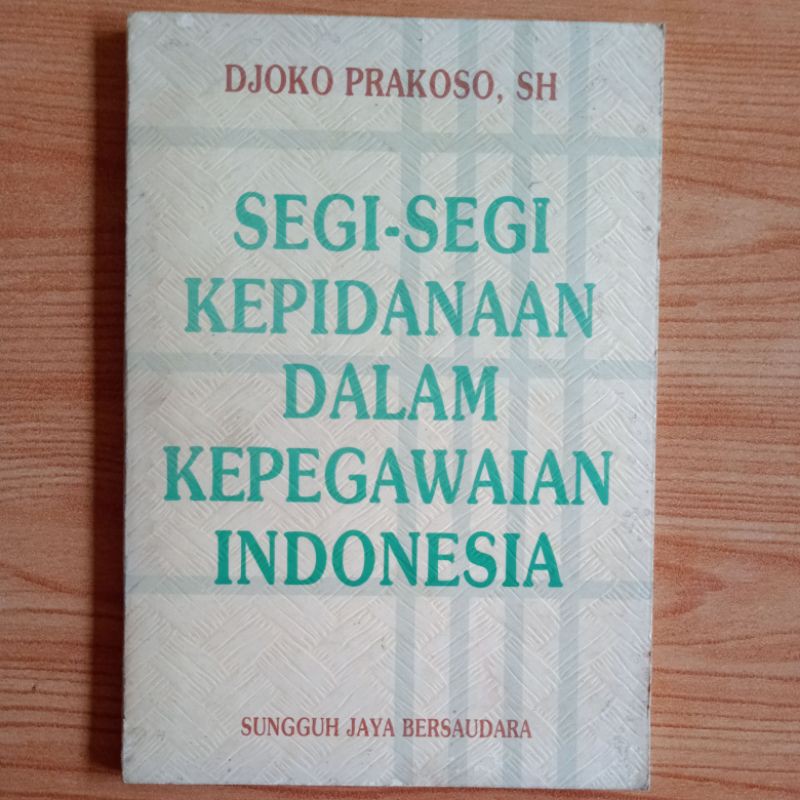 DJOKO PRAKOSO, SH
SEGI-SEGI
KEPIDANAAN
DALAM
KEPEGAWAIAN
INDONESIA
SUNGGUH JAYA BERSAUDARA